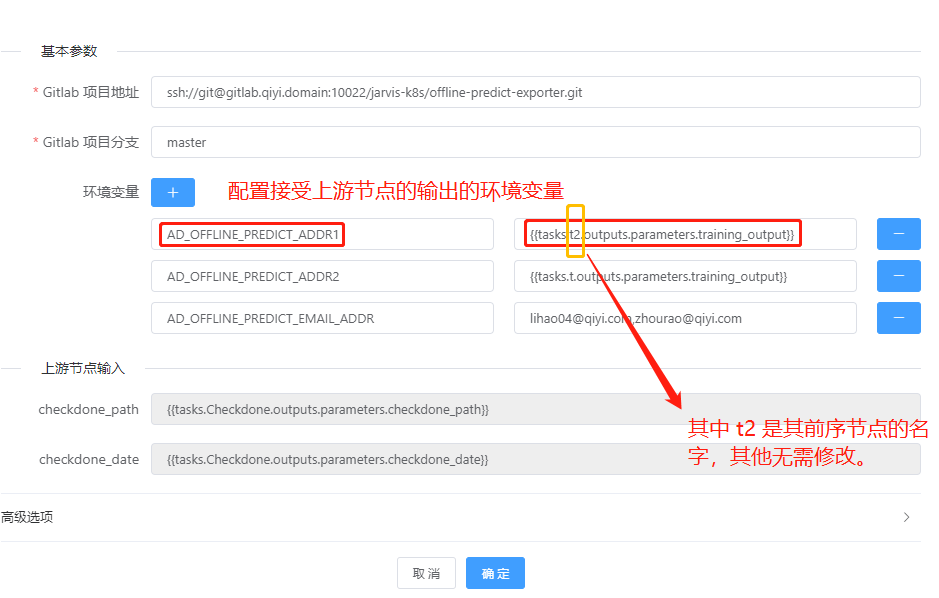 基本参数
* Gitlab 项目地址 ssh://git@gitlab.qiyi.domain:10022/jarvis-k8s/offline-predict-exporter.git
* Gitlab 项目分支 master
环境变量 + 配置接受上游节点的输出的环境变量
AD_OFFLINE_PREDICT_ADDR1 {{tasks.t2.outputs.parameters.training_output}} —
AD_OFFLINE_PREDICT_ADDR2 {{tasks.t.outputs.parameters.training_output}} —
AD_OFFLINE_PREDICT_EMAIL_ADDR lihao04@qiyi.com,zhourao@qiyi.com —
上游节点输入
checkdone_path {{tasks.Checkdone.outputs.parameters.checkdone_path}}
其中 t2 是其前序节点的名
字，其他无需修改。
checkdone_date {{tasks.Checkdone.outputs.parameters.checkdone_date}}
高级选项
取消 确定